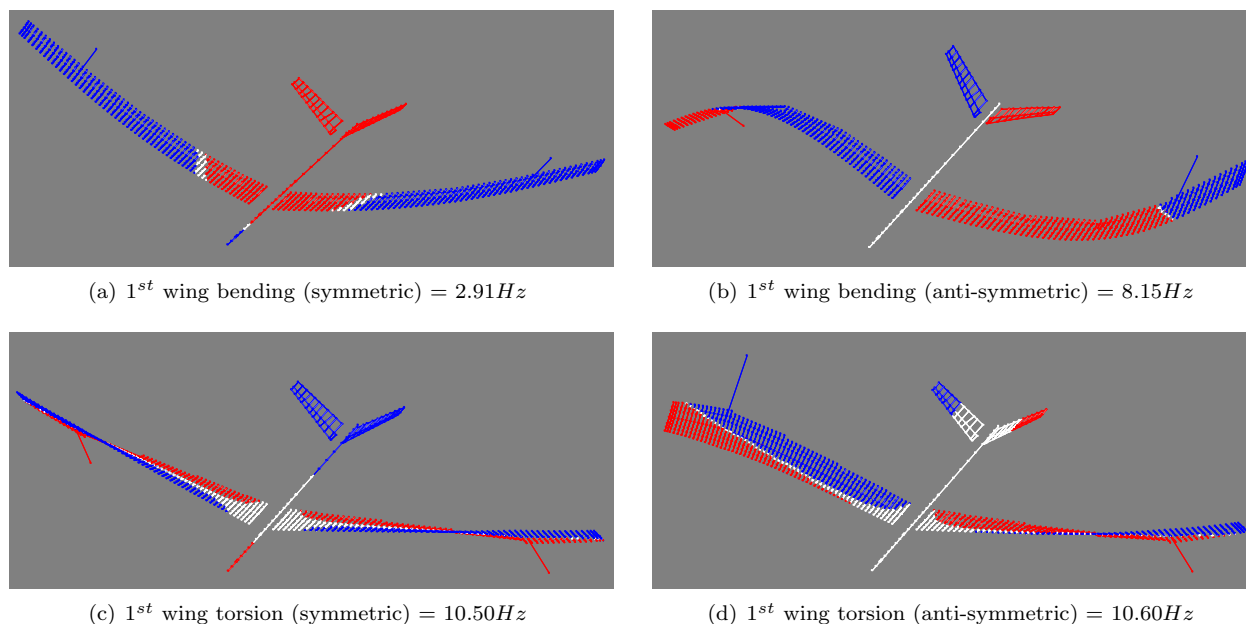 (a) 1st wing bending (symmetric) = 2.91Hz
(b) 1st wing bending (anti-symmetric) = 8.15Hz
(c) 1st wing torsion (symmetric) = 10.50Hz
(d) 1st wing torsion (anti-symmetric) = 10.60Hz